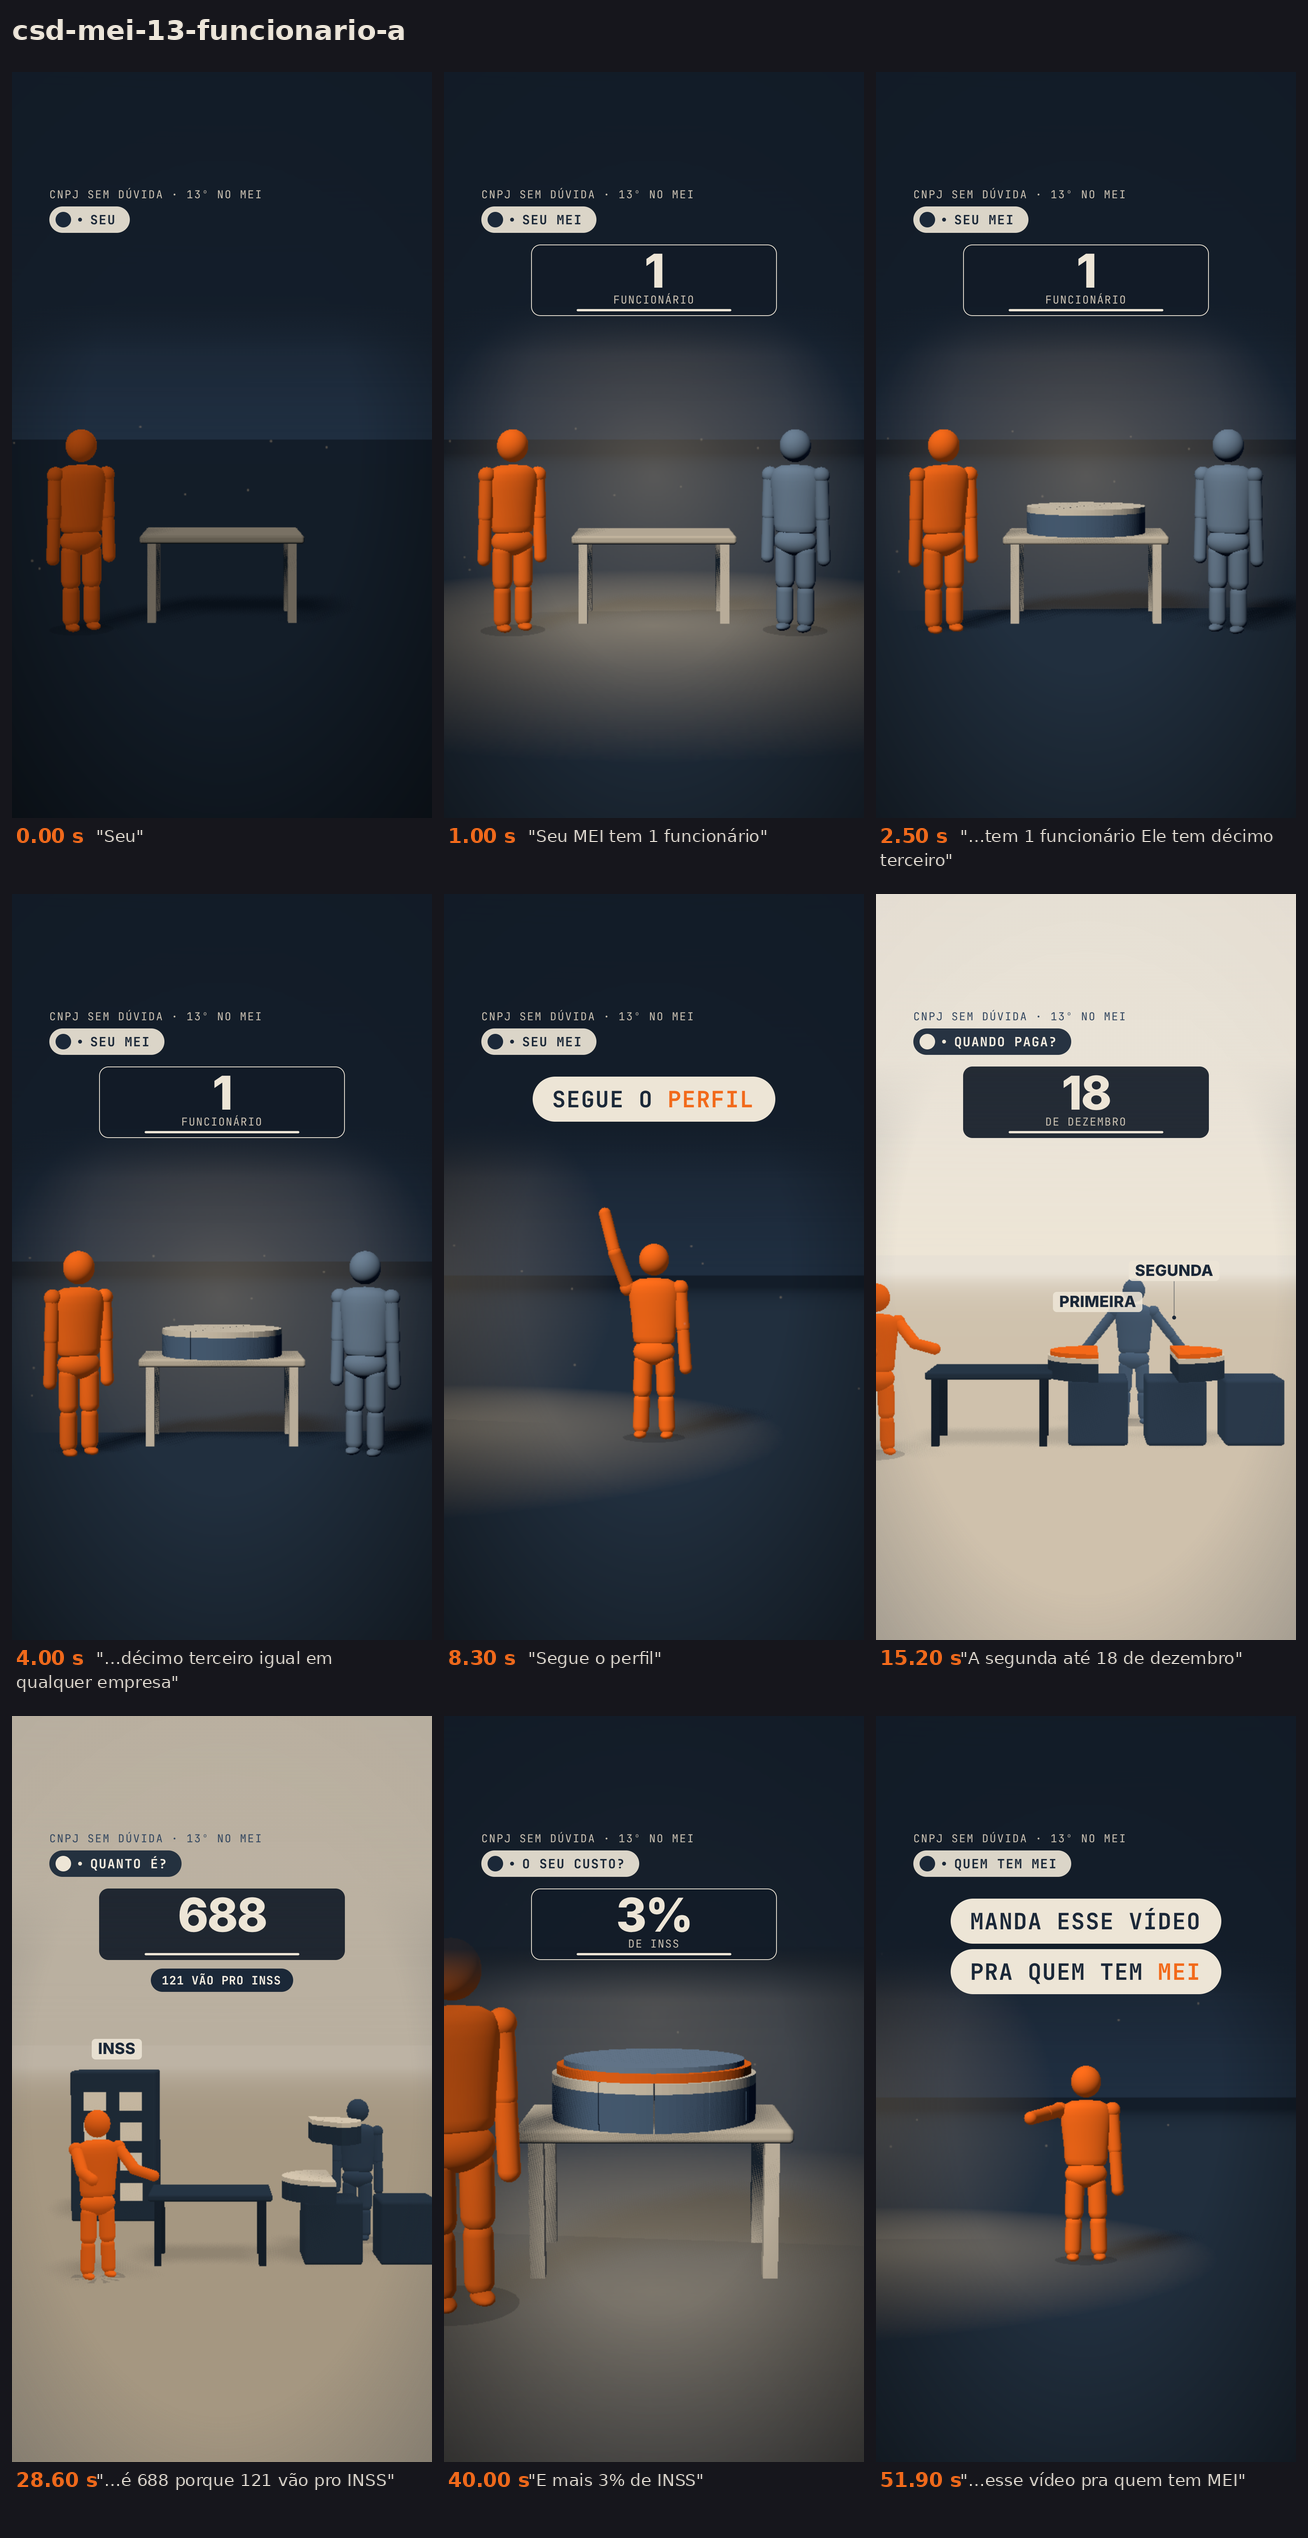 csd-mei-13-funcionario-a
CNPJ SEM DÚVIDA · 13° NO MEI
• SEU
0.00 s "Seu"
CNPJ SEM DÚVIDA · 13° NO MEI
• SEU MEI
1
FUNCIONÁRIO
1.00 s "Seu MEI tem 1 funcionário"
CNPJ SEM DÚVIDA · 13° NO MEI
• SEU MEI
1
FUNCIONÁRIO
2.50 s "...tem 1 funcionário Ele tem décimo
terceiro"
CNPJ SEM DÚVIDA · 13° NO MEI
• SEU MEI
1
FUNCIONÁRIO
4.00 s "...décimo terceiro igual em
qualquer empresa"
CNPJ SEM DÚVIDA · 13° NO MEI
• SEU MEI
SEGUE O PERFIL
8.30 s "Segue o perfil"
CNPJ SEM DÚVIDA · 13° NO MEI
• QUANDO PAGA?
18
DE DEZEMBRO
SEGUNDA
PRIMEIRA
15.20 s "A segunda até 18 de dezembro"
CNPJ SEM DÚVIDA · 13° NO MEI
• QUANTO É?
688
121 VÃO PRO INSS
INSS
28.60 s "...é 688 porque 121 vão pro INSS"
CNPJ SEM DÚVIDA · 13° NO MEI
• O SEU CUSTO?
3%
DE INSS
40.00 s "E mais 3% de INSS"
CNPJ SEM DÚVIDA · 13° NO MEI
• QUEM TEM MEI
MANDA ESSE VÍDEO
PRA QUEM TEM MEI
51.90 s "...esse vídeo pra quem tem MEI"